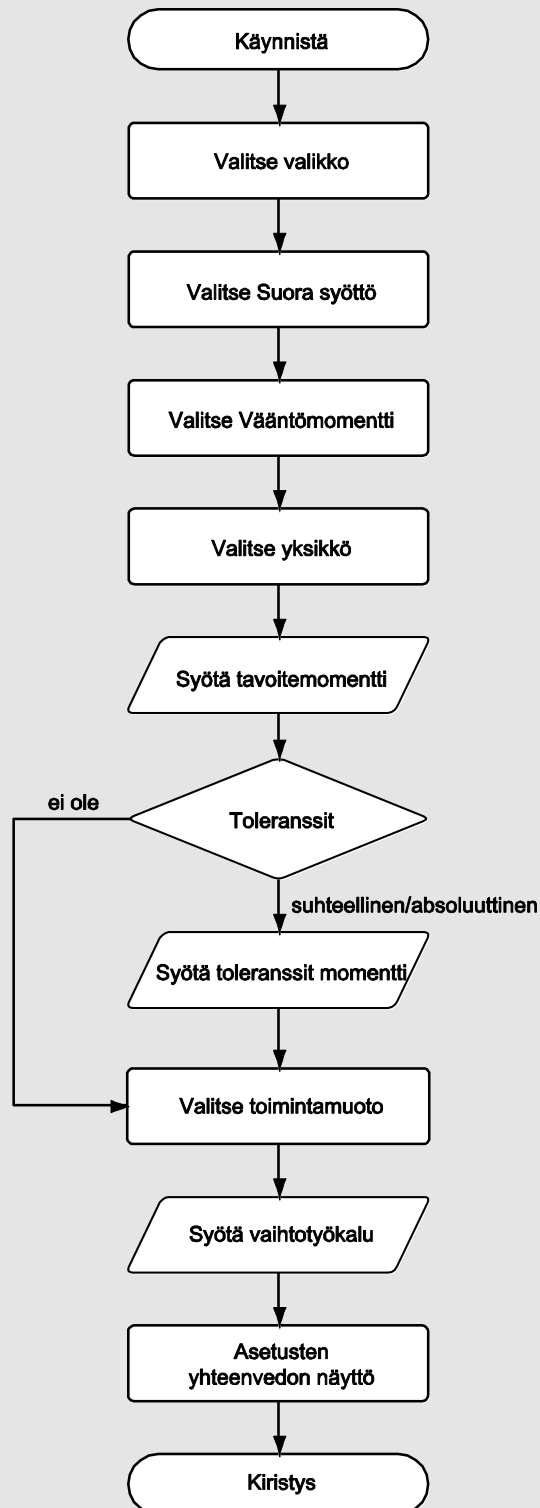 Käynnistä
Valitse valikko
Valitse Suora syöttö
Valitse Vääntömomentti
Valitse yksikkö
Syötä tavoitemomentti
ei ole
Toleranssit
suhteellinen/absoluuttinen
Syötä toleranssit momentti
Valitse toimintamuoto
Syötä vaihtotyökalu
Asetusten
yhteenvedon näyttö
Kiristys